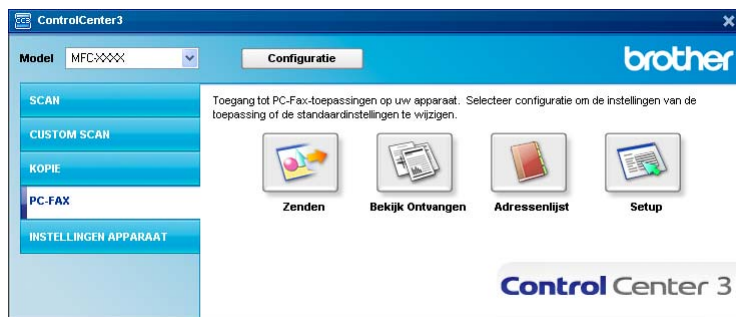 CC3 ControlCenter3
Model MFC-XXXX Configuratie brother
SCAN
CUSTOM SCAN
KOPIE
PC-FAX
INSTELLINGEN APPARAAT
Toegang tot PC-Fax-toepassingen op uw apparaat. Selecteer configuratie om de instellingen van de
toepassing of de standaardinstellingen te wijzigen.
Zenden Bekijk Ontvangen Adressenlijst Setup
Control Center 3